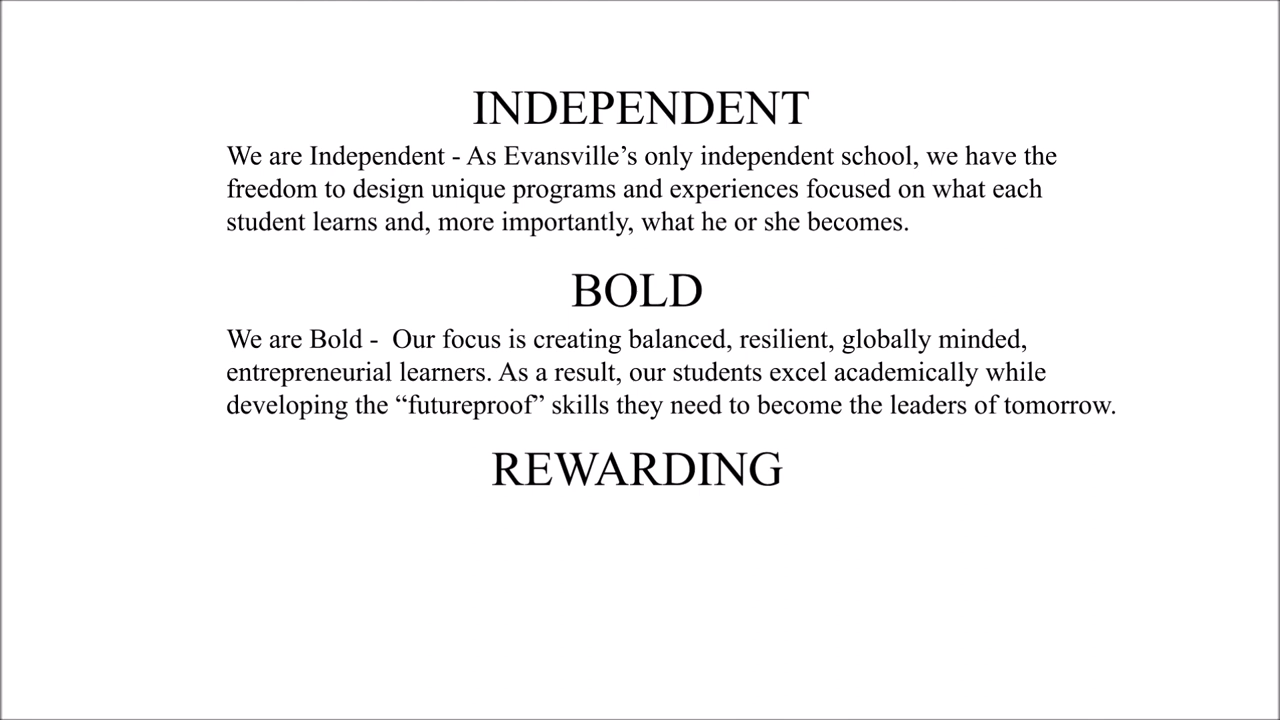 INDEPENDENT
We are Independent - As Evansville’s only independent school, we have the
freedom to design unique programs and experiences focused on what each
student learns and, more importantly, what he or she becomes.
BOLD
We are Bold -  Our focus is creating balanced, resilient, globally minded,
entrepreneurial learners. As a result, our students excel academically while
developing the “futureproof” skills they need to become the leaders of tomorrow.
REWARDING